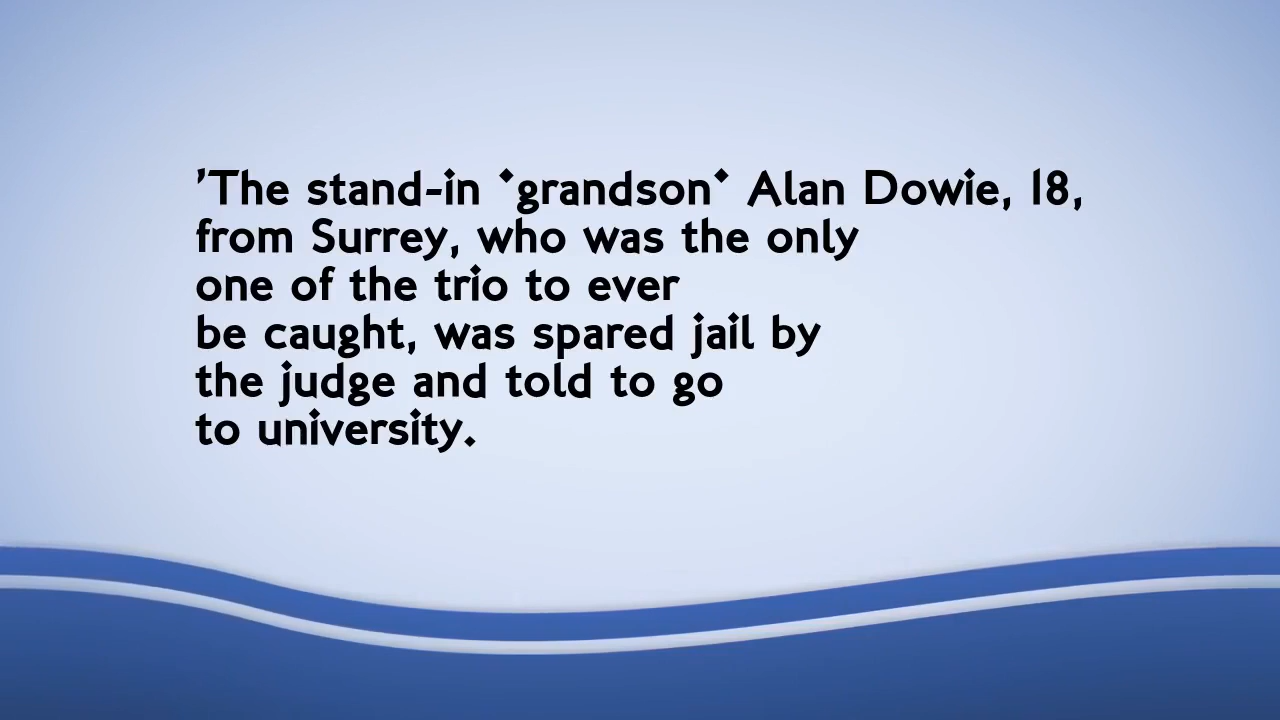 'The stand-in *grandson* Alan Dowie, 18,
from Surrey, who was the only
one of the trio to ever
be caught, was spared jail by
the judge and told to go
to university.